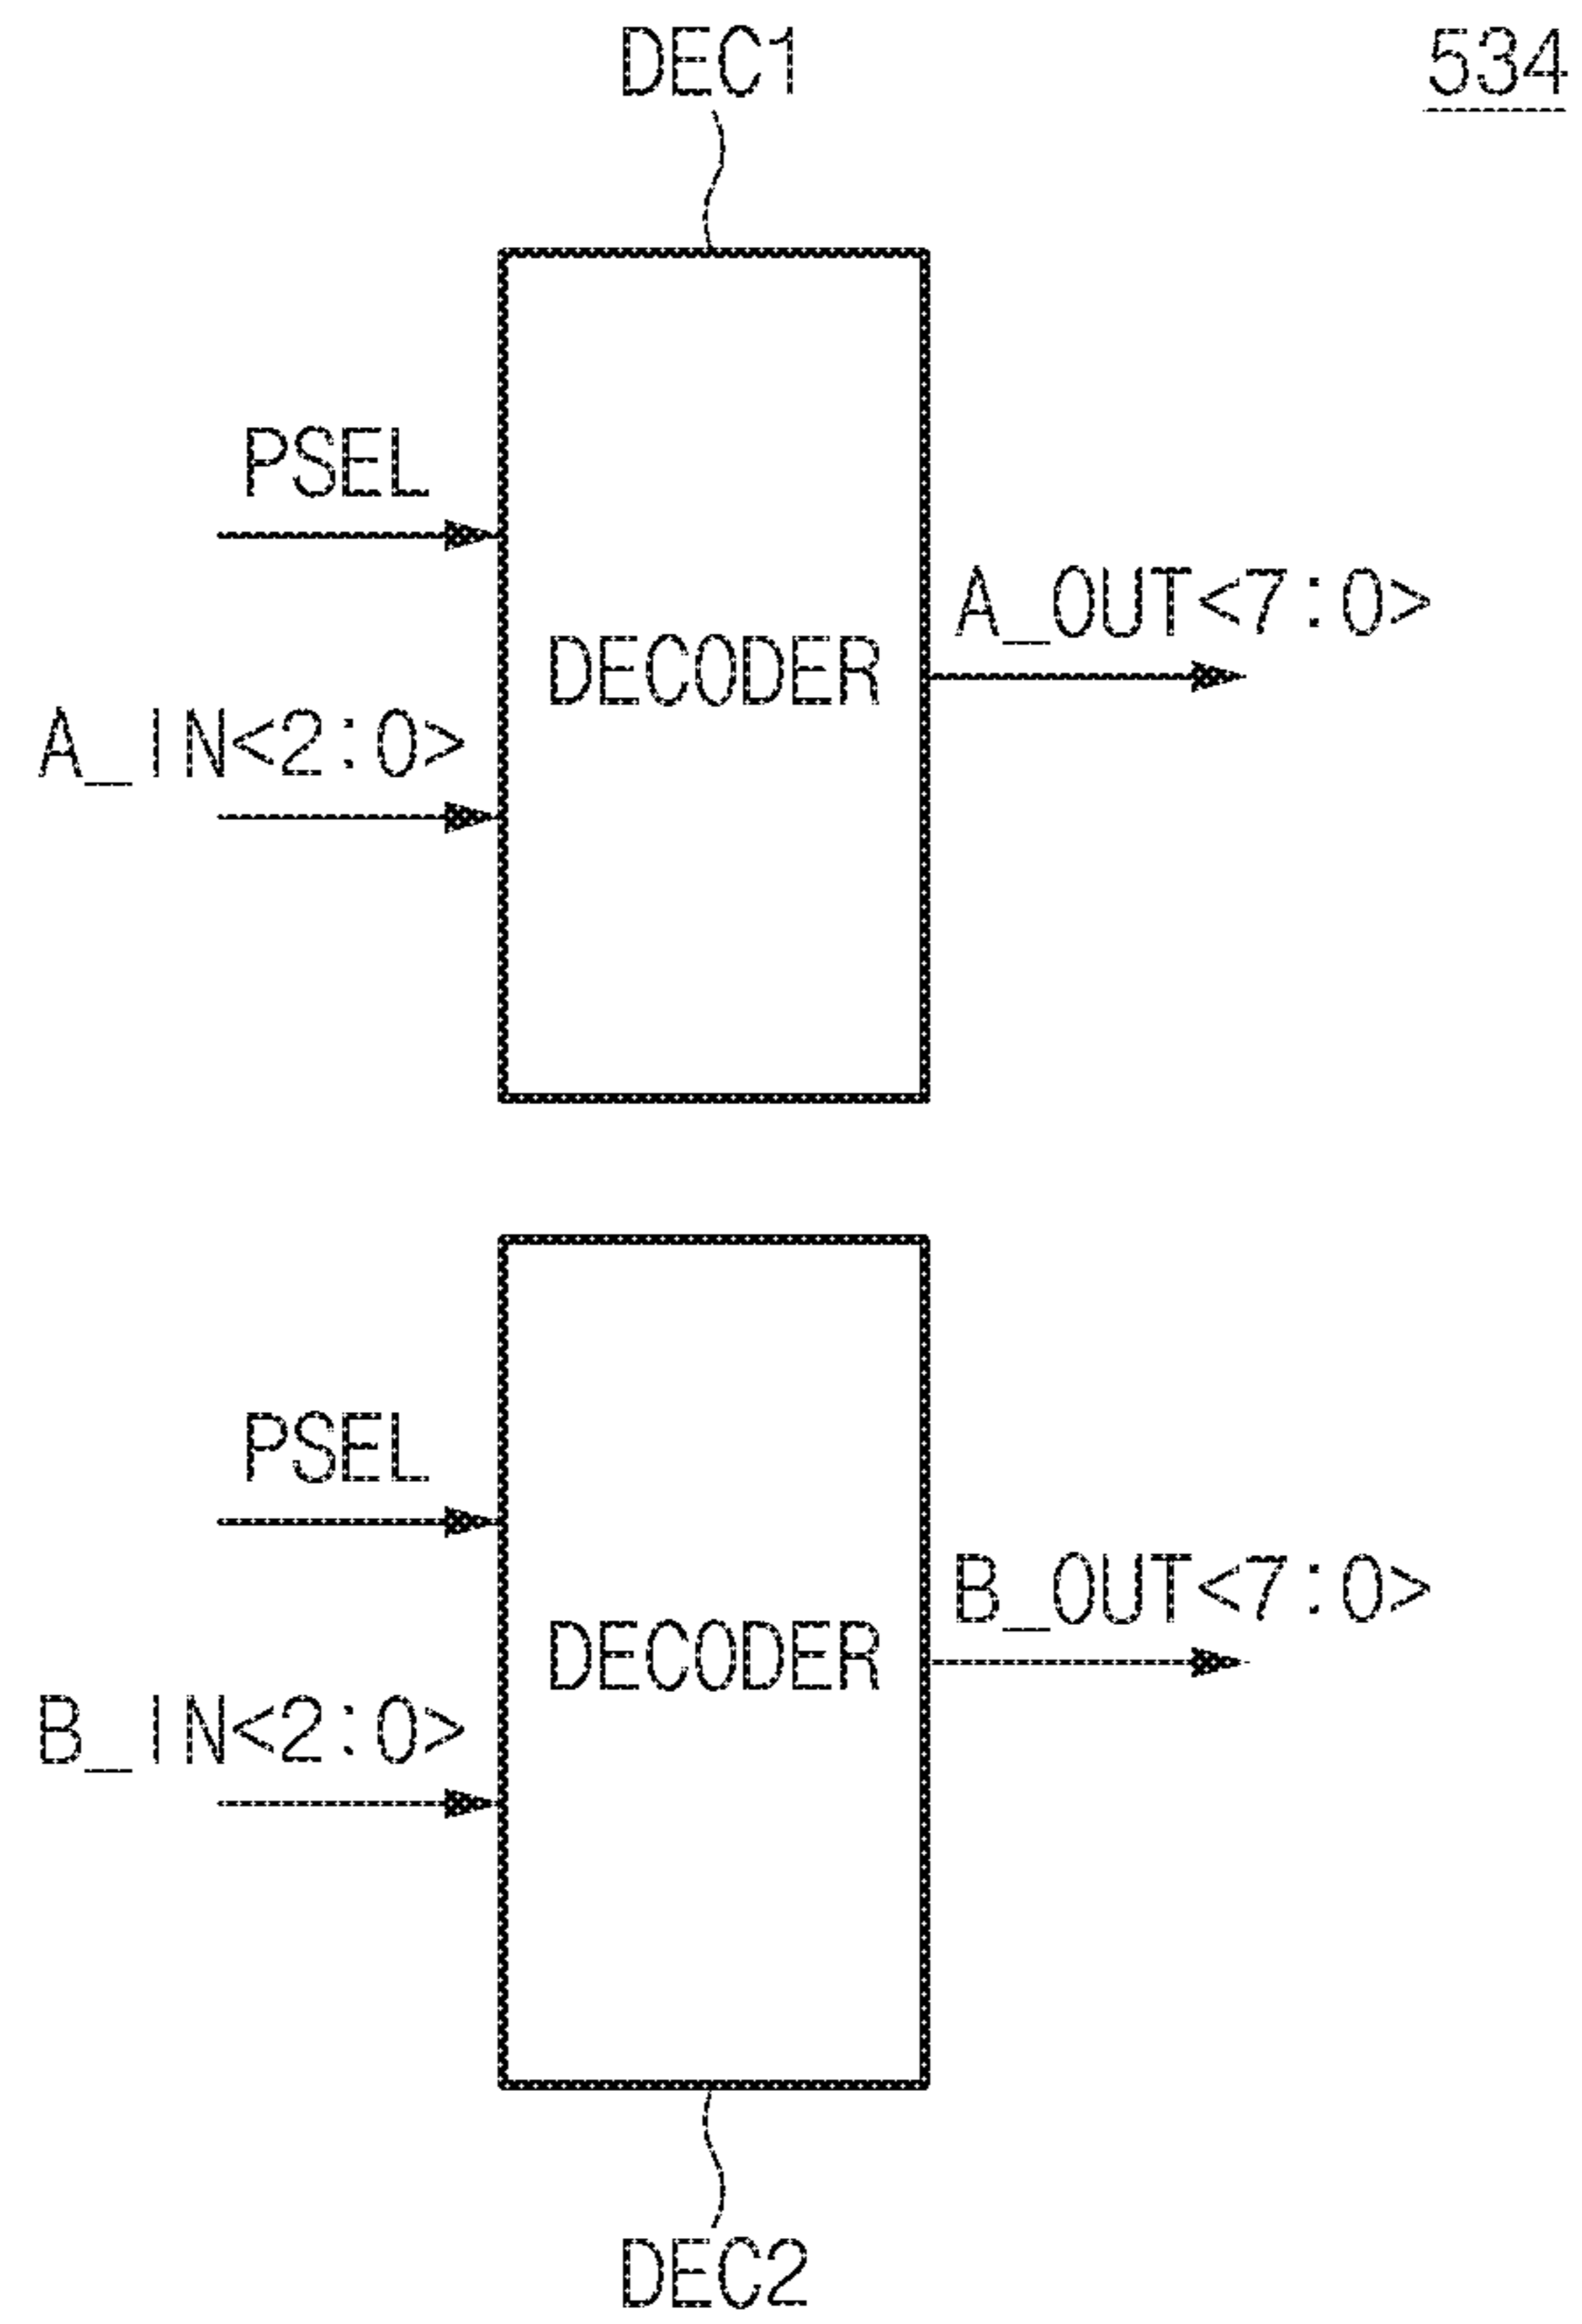 DEC1
534
PSEL
A_OUT<7:0>
DECODER
A_IN<2:0>
PSEL
B_OUT<7:0>
DECODER
B_IN<2:0>
DEC2